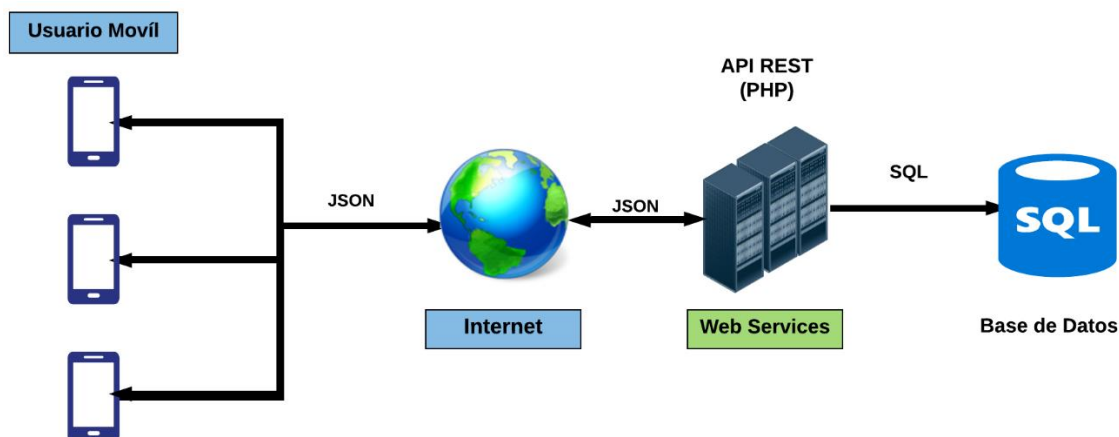 Usuario Movíl
API REST
(PHP)
JSON
JSON
SQL
SQL
Internet
Web Services
Base de Datos